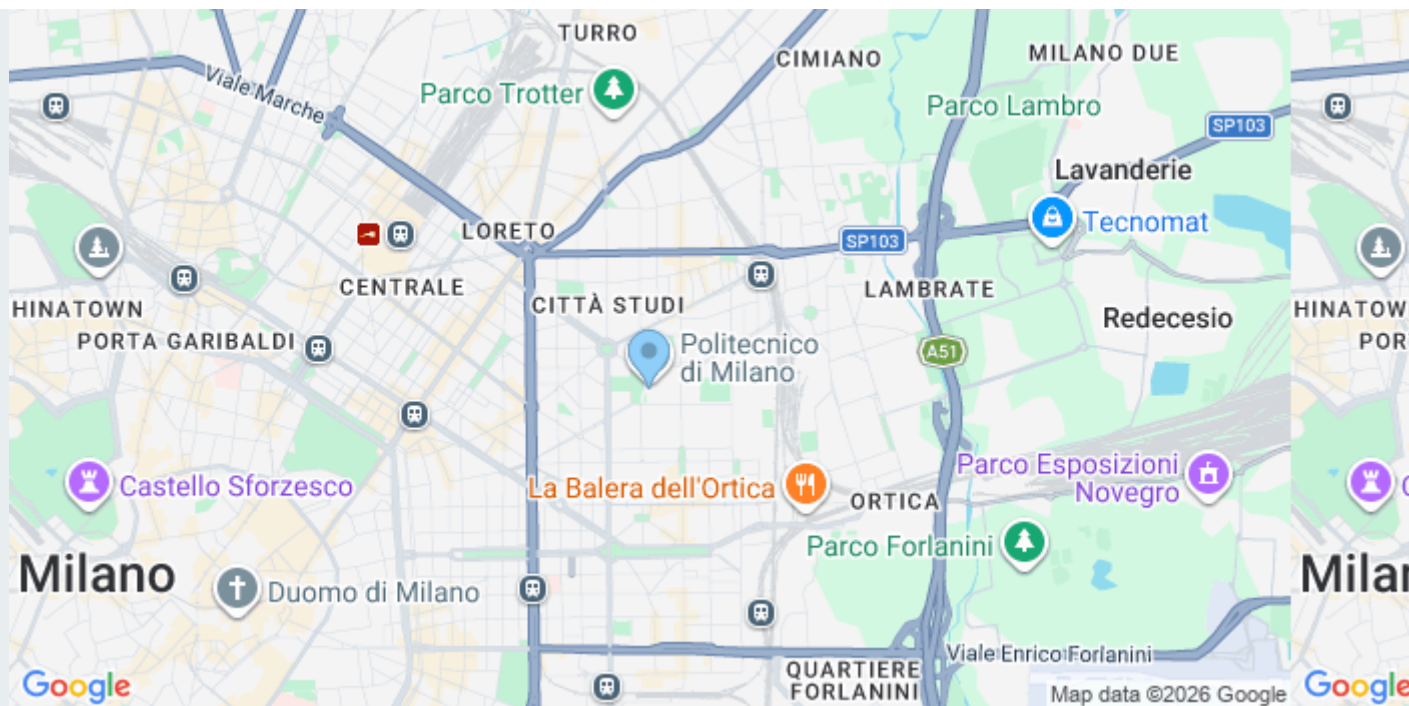 TURRO
CIMIANO
MILANO DUE
Viale Marche
Parco Trotter
Parco Lambro
SP103
Lavanderie
LORETO
Tecnomat
SP103
CENTRALE
CITTÀ STUDI
LAMBRATE
HINATOWN
HINATOW
Redecesio
PORTA GARIBALDI
POR
Politecnico
di Milano
A51
Castello Sforzesco
La Balera dell'Ortica
ORTICA
Parco Esposizioni
Novegro
Parco Forlanini
Milano
Duomo di Milano
Milar
Viale Enrico Forlanini
QUARTIERE
FORLANINI
Google
Map data ©2026 Google
Google